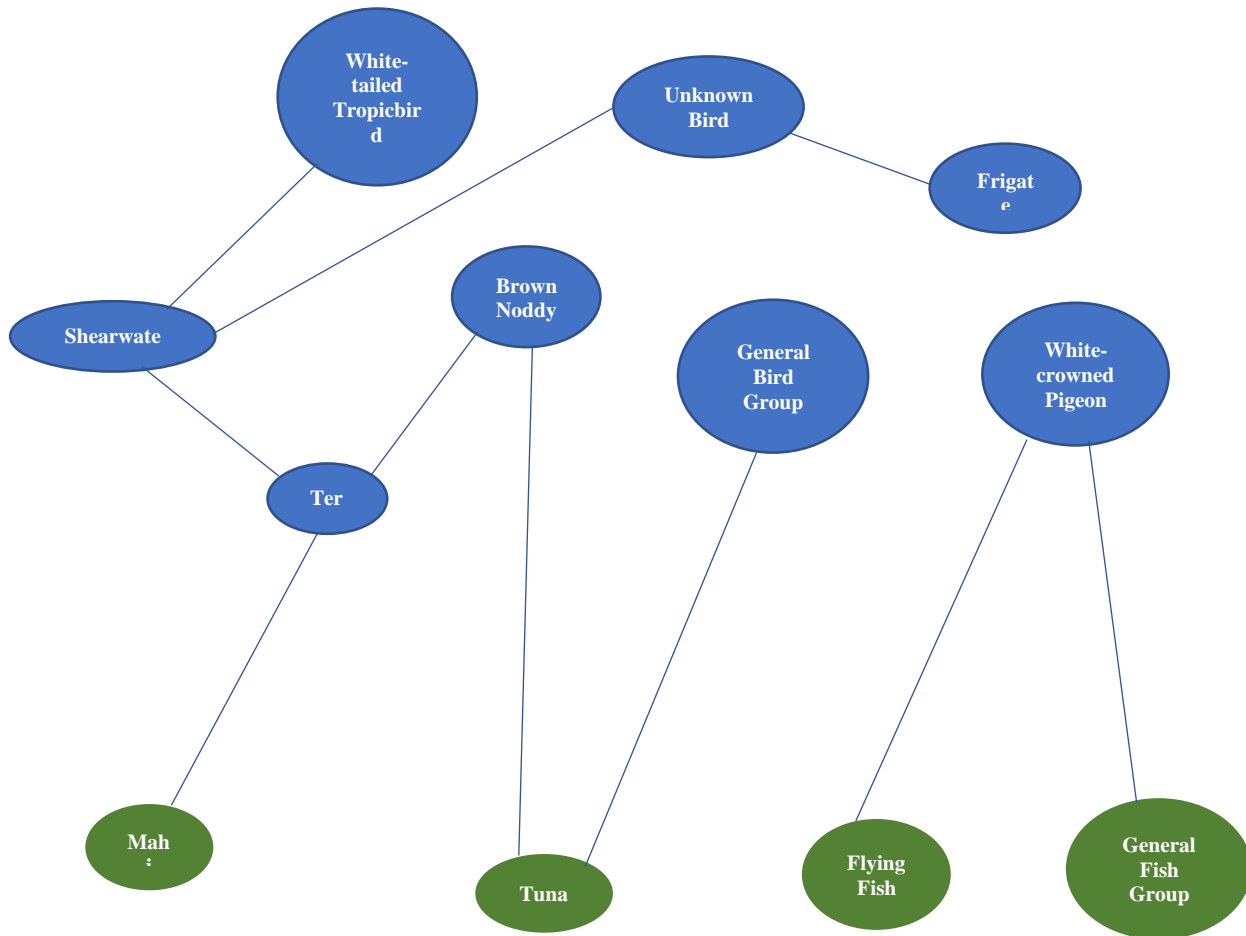 White-
tailed
Tropicbir
d
Unknown
Bird
Frigat
e
Shearwate
Brown
Noddy
General
Bird
Group
White-
crowned
Pigeon
Ter
Mah
i
Tuna
Flying
Fish
General
Fish
Group